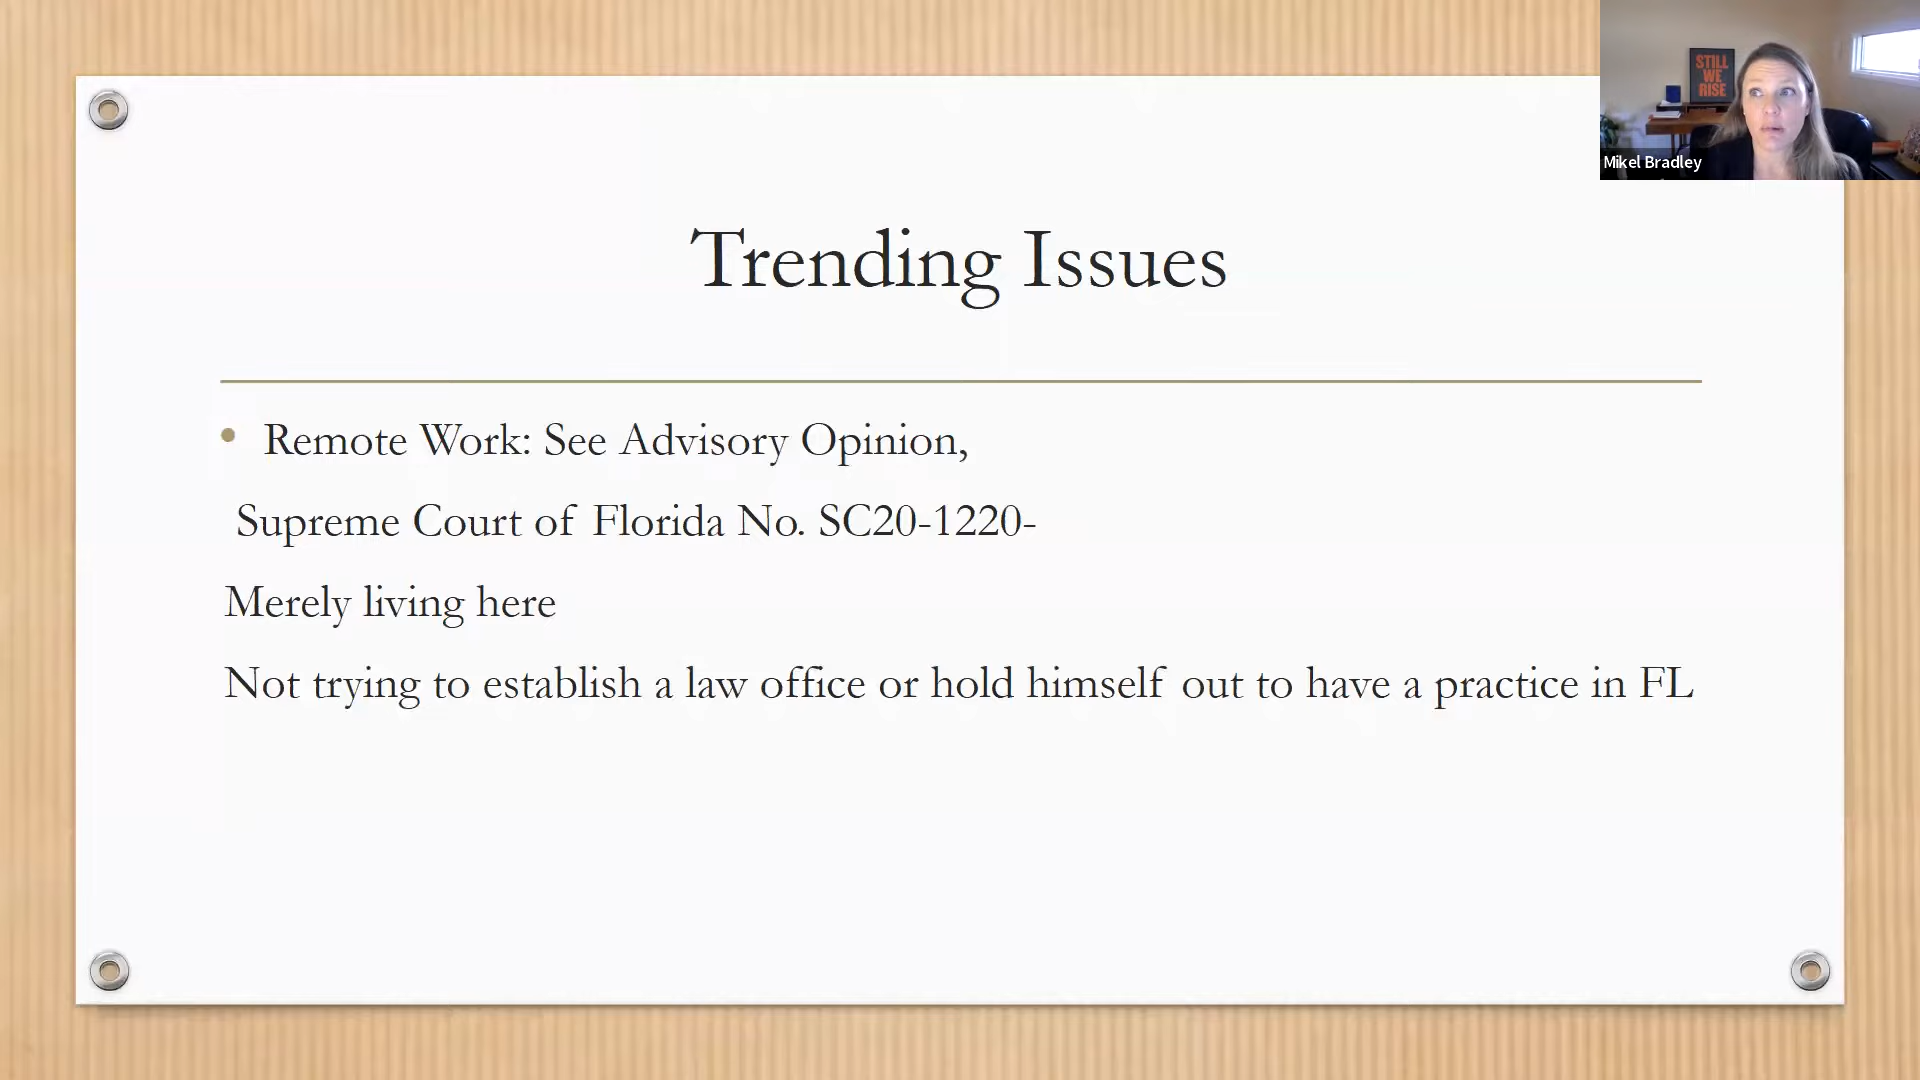 STILL
WE
RISE
Mikel Bradley
Trending Issues
Remote Work: See Advisory Opinion,
Supreme Court of Florida No. SC20-1220-
Merely living here
Not trying to establish a law office or hold himself out to have a practice in FL